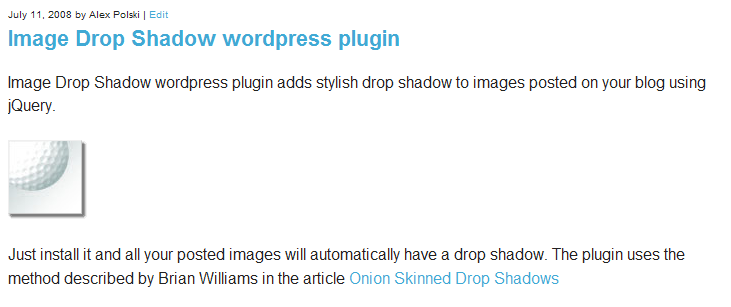 July 11, 2008 by Alex Polski | Edit
Image Drop Shadow wordpress plugin
Image Drop Shadow wordpress plugin adds stylish drop shadow to images posted on your blog using
jQuery.
Just install it and all your posted images will automatically have a drop shadow. The plugin uses the
method described by Brian Williams in the article Onion Skinned Drop Shadows